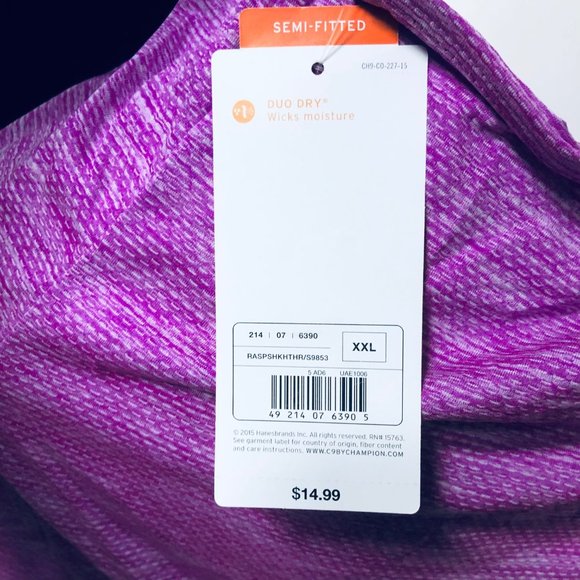 SEMI-FITTED
CH9-CO-227-15
DUO DRY®
Wicks moisture
214 | 07 | 6390
XXL
RASPSHKHTHR/S9853
5 AD6 UAE1006
49 214 07 6390 5
© 2015 Hanesbrands Inc. All rights reserved. RN# 15763.
See garment label for country of origin, fiber content
and care instructions. WWW.C9BYCHAMPION.COM
$14.99